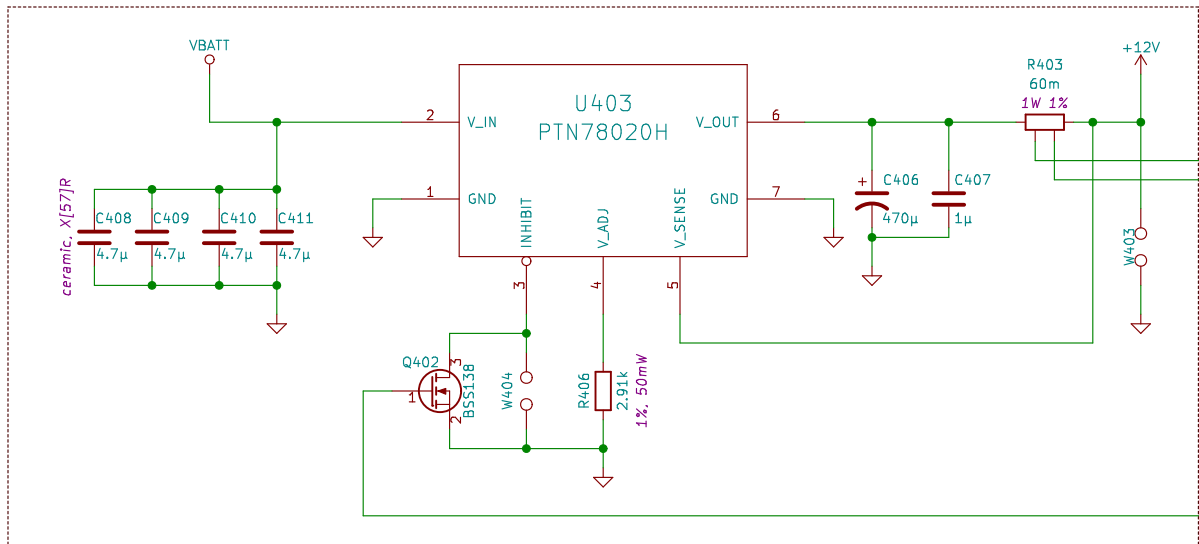 VBATT
+12V
R403
60m
1W 1%
U403
PTN78020H
2
V_IN
V_OUT
6
1
GND
GND
7
INHIBIT
V_ADJ
V_SENSE
3
4
5
ceramic, X[57]R
C408
4.7µ
C409
4.7µ
C410
4.7µ
C411
4.7µ
C406
+
470µ
C407
1µ
W403
Q402
3
1
2
BSS138
W404
R406
2.91k
1%, 50mW